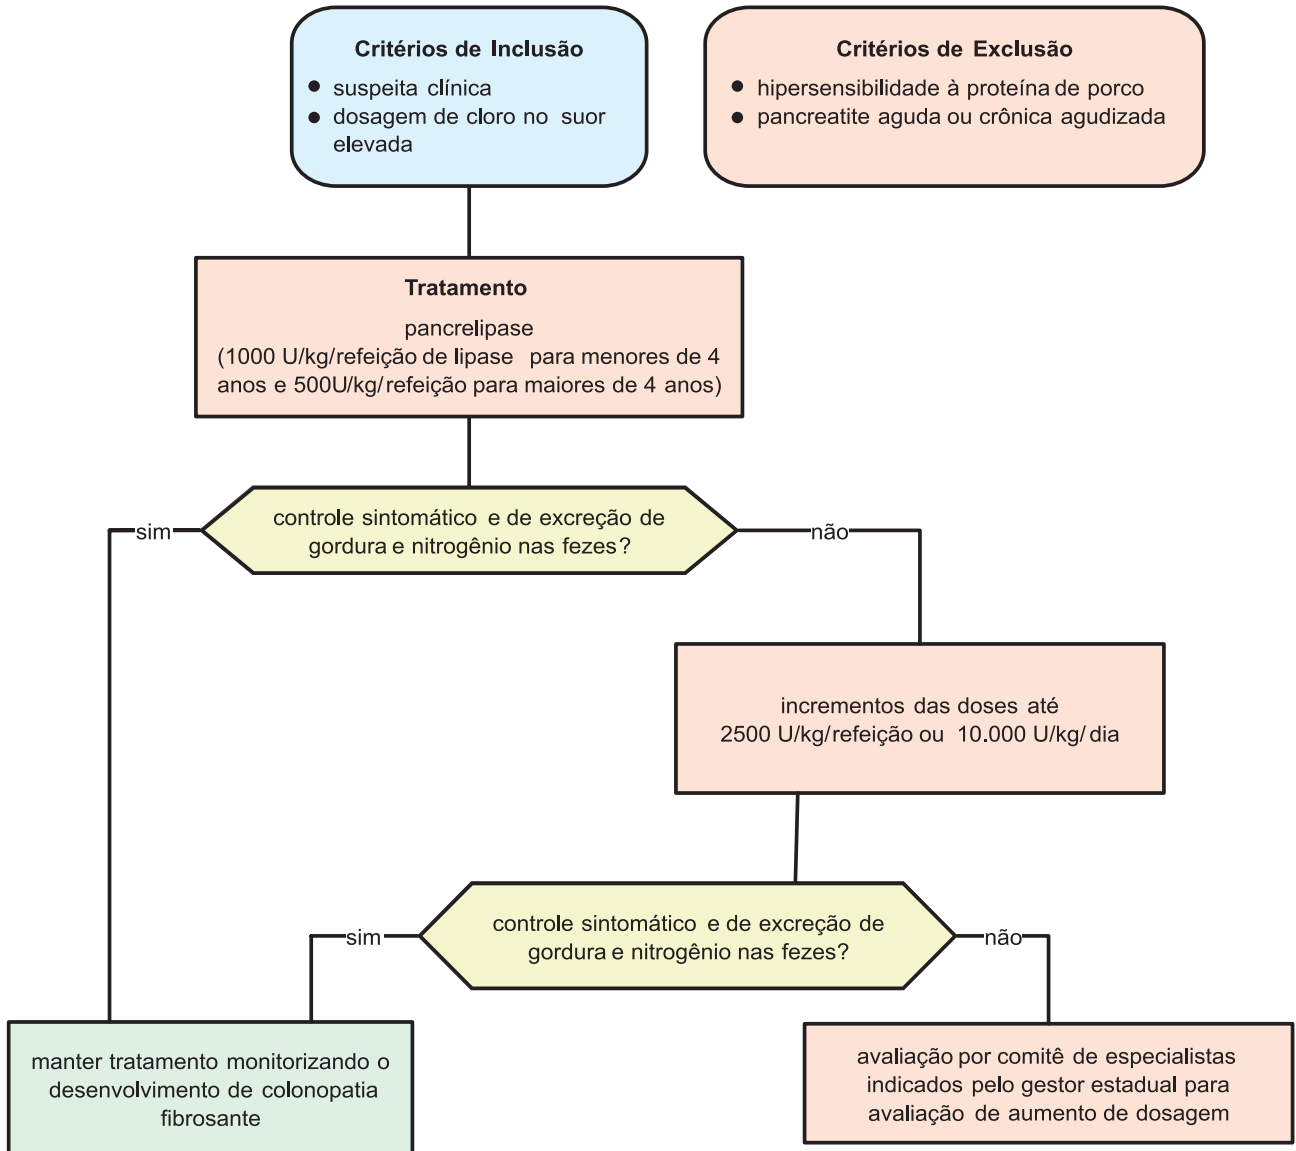 Critérios de Inclusão
● suspeita clínica
● dosagem de cloro no suor
elevada
Critérios de Exclusão
● hipersensibilidade à proteína de porco
● pancreatite aguda ou crônica agudizada
Tratamento
pancrelipase
(1000 U/kg/refeição de lipase para menores de 4
anos e 500U/kg/refeição para maiores de 4 anos)
controle sintomático e de excreção de
gordura e nitrogênio nas fezes?
sim
não
incrementos das doses até
2500 U/kg/refeição ou 10.000 U/kg/dia
controle sintomático e de excreção de
gordura e nitrogênio nas fezes?
sim
não
manter tratamento monitorizando o
desenvolvimento de colonopatia
fibrosante
avaliação por comitê de especialistas
indicados pelo gestor estadual para
avaliação de aumento de dosagem